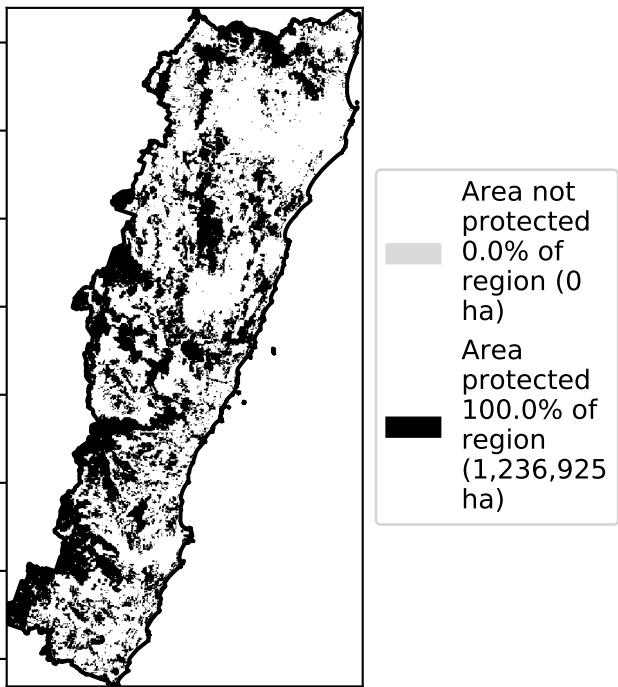 Area not
protected
0.0% of
region (0
ha)
Area
protected
100.0% of
region
(1,236,925
ha)